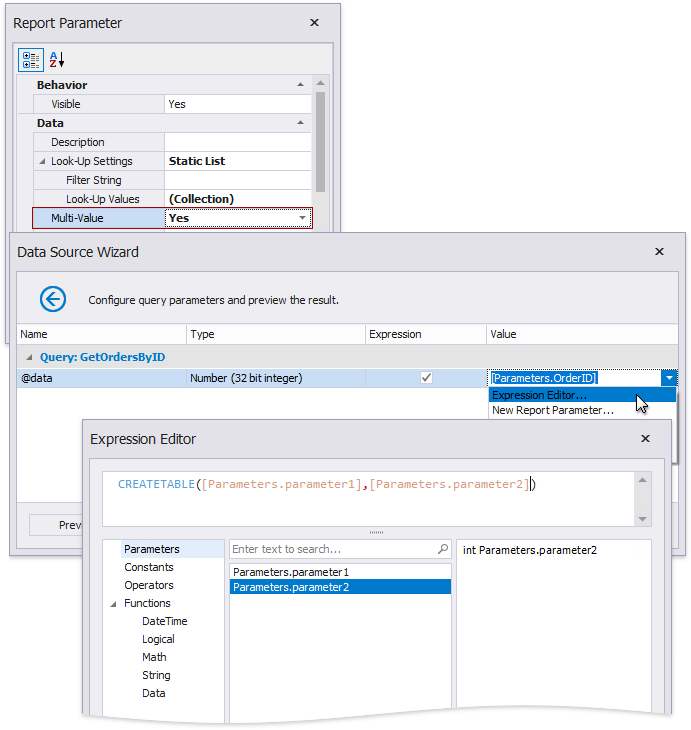 Report Parameter
A
Z
Behavior
Visible Yes
Data
Description
Look-Up Settings Static List
Filter String
Look-Up Values (Collection)
Multi-Value Yes
Data Source Wizard
Configure query parameters and preview the result.
Name Type Expression Value
Query: GetOrdersByID
@data Number (32 bit integer) [Parameters.OrderID]
Expression Editor...
New Report Parameter...
Previ
Expression Editor
CREATETABLE([Parameters.parameter1],[Parameters.parameter2])
Parameters Enter text to search... int Parameters.parameter2
Constants Parameters.parameter1
Operators Parameters.parameter2
Functions
DateTime
Logical
Math
String
Data